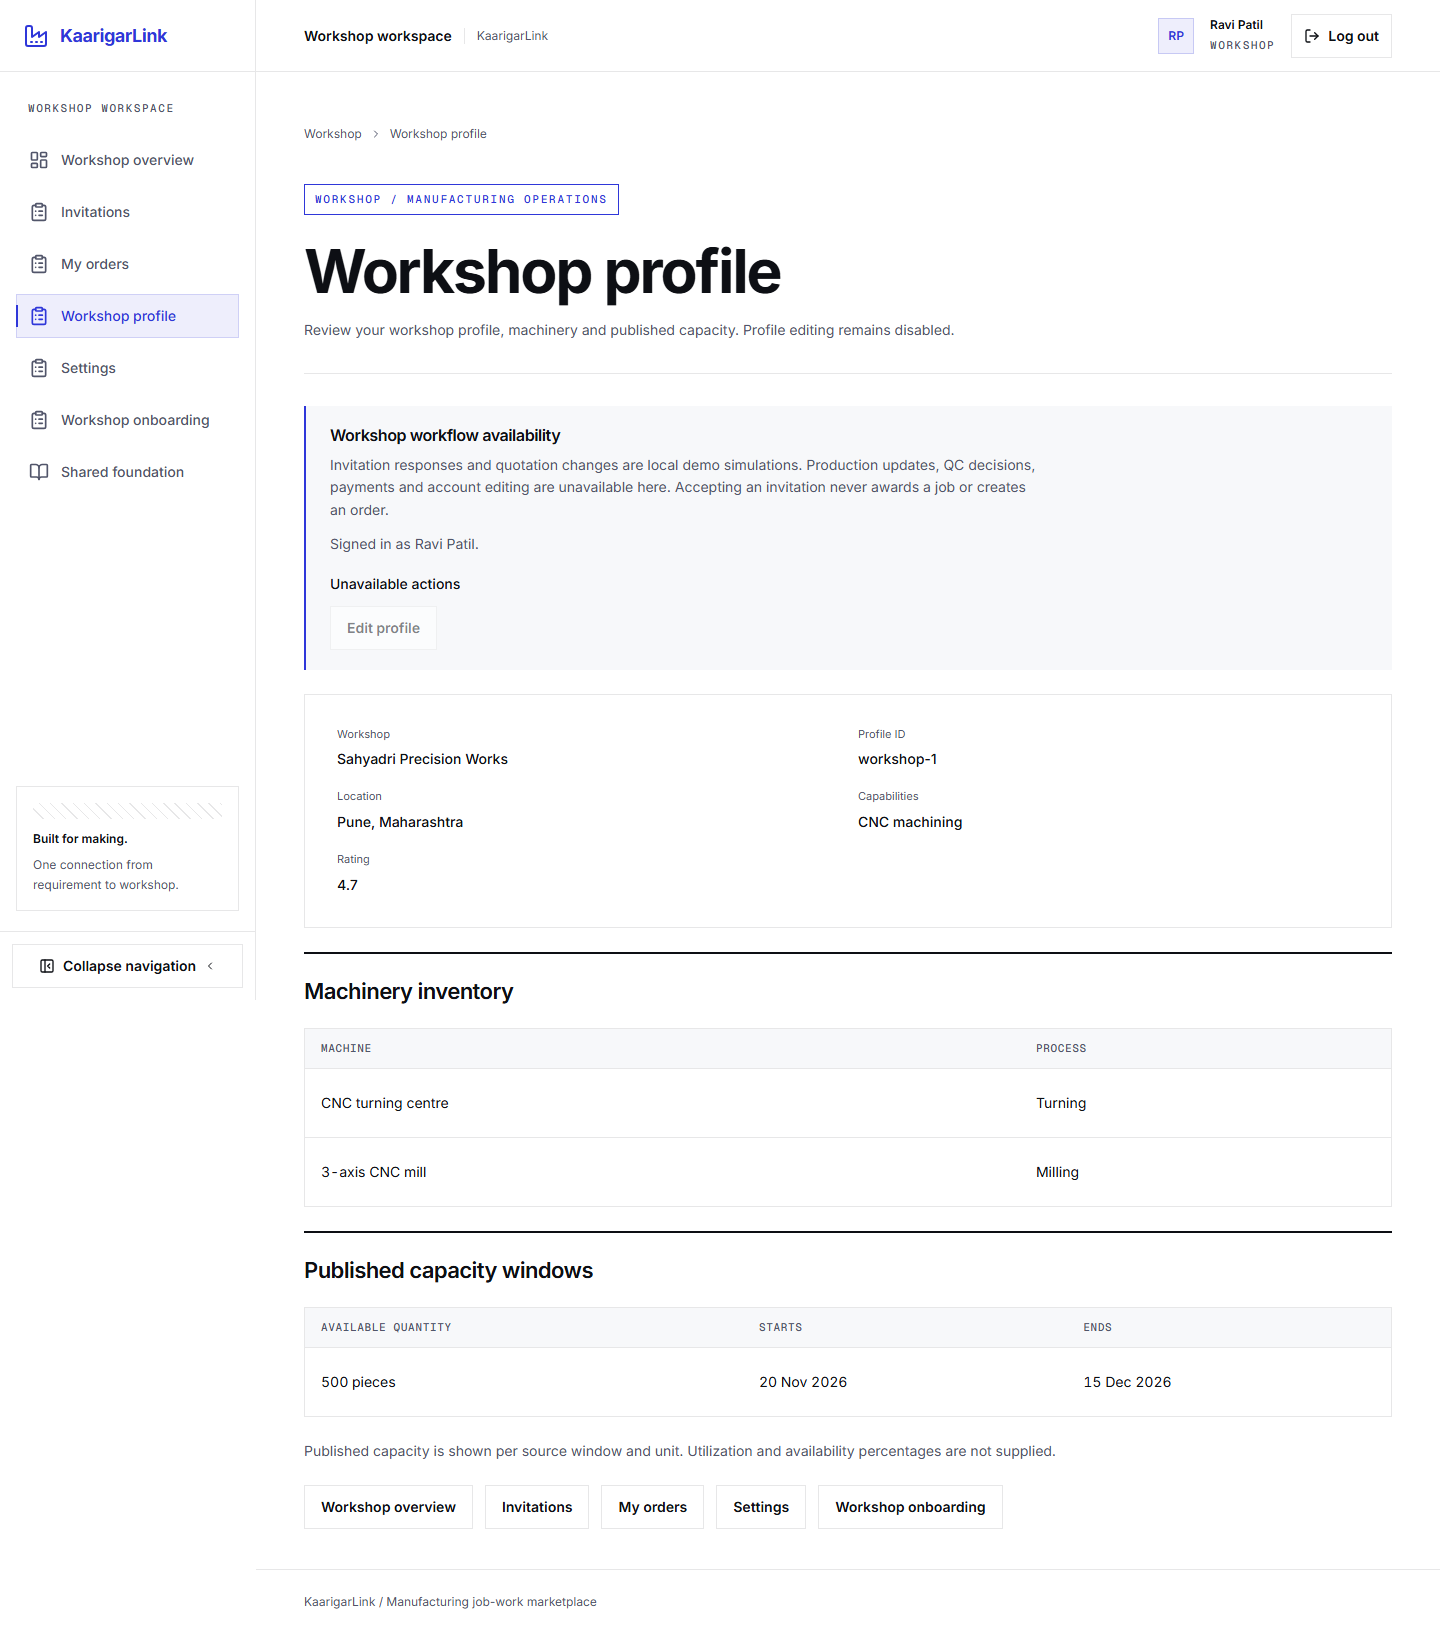 KaarigarLink
Workshop workspace
KaarigarLink
RP
Ravi Patil
WORKSHOP
Log out
WORKSHOP WORKSPACE
Workshop overview
Invitations
My orders
Workshop profile
Settings
Workshop onboarding
Shared foundation
Built for making.
One connection from
requirement to workshop.
Collapse navigation
Workshop > Workshop profile
WORKSHOP / MANUFACTURING OPERATIONS
Workshop profile
Review your workshop profile, machinery and published capacity. Profile editing remains disabled.
Workshop workflow availability
Invitation responses and quotation changes are local demo simulations. Production updates, QC decisions,
payments and account editing are unavailable here. Accepting an invitation never awards a job or creates
an order.
Signed in as Ravi Patil.
Unavailable actions
Edit profile
Workshop
Sahyadri Precision Works
Profile ID
workshop-1
Location
Pune, Maharashtra
Capabilities
CNC machining
Rating
4.7
Machinery inventory
MACHINE PROCESS
CNC turning centre Turning
3-axis CNC mill Milling
Published capacity windows
AVAILABLE QUANTITY STARTS ENDS
500 pieces 20 Nov 2026 15 Dec 2026
Published capacity is shown per source window and unit. Utilization and availability percentages are not supplied.
Workshop overview Invitations My orders Settings Workshop onboarding
KaarigarLink / Manufacturing job-work marketplace